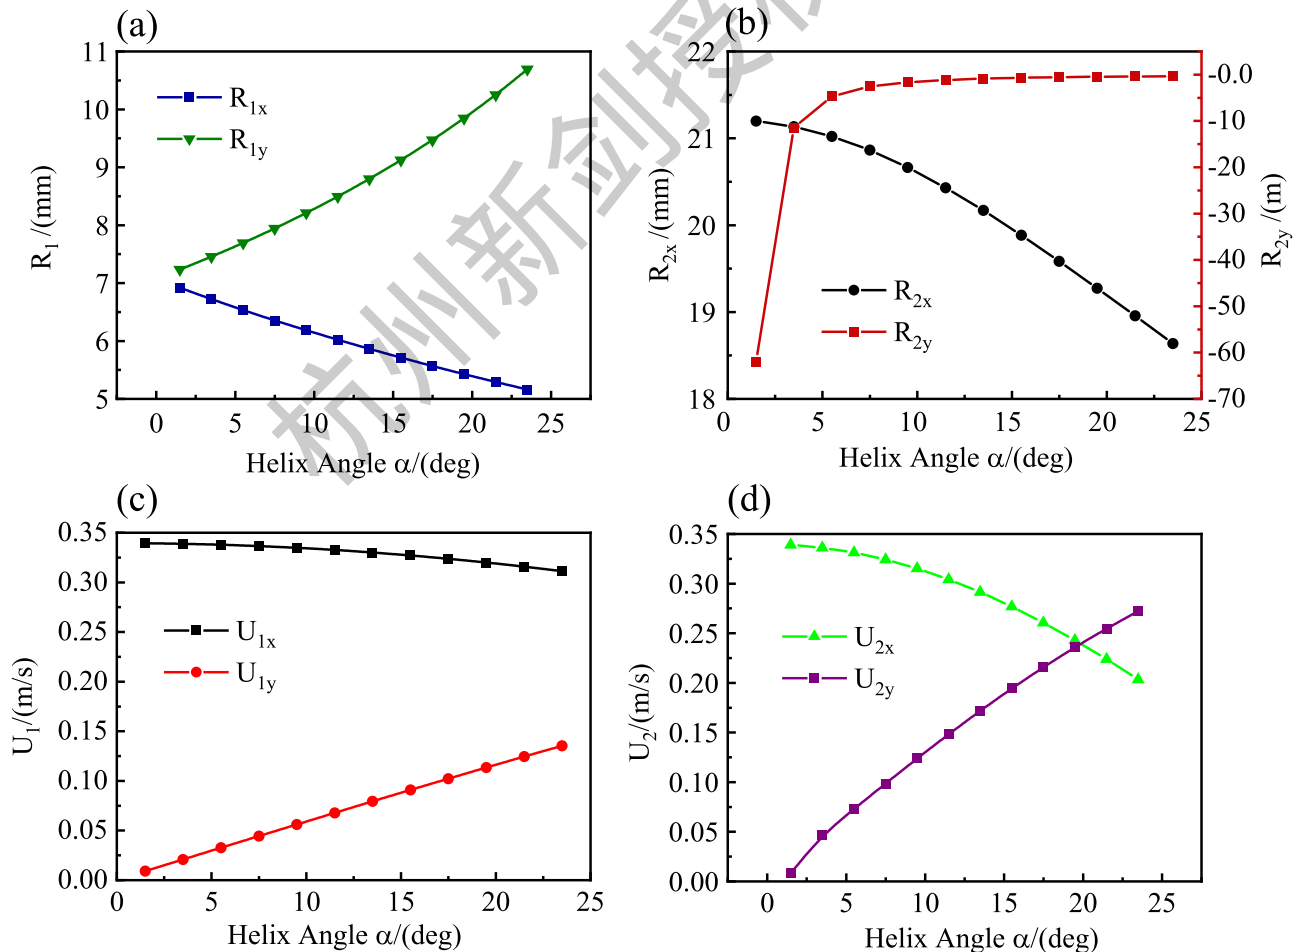 (a)
11
10
9
8
7
6
5
R1x
R1y
R1 /(mm)
0 5 10 15 20 25
Helix Angle α/(deg)
(b)
22
21
20
19
18
-0.0
-10
-20
-30
-40
-50
-60
-70
R2x
R2y
R2x /(mm)
R2y /(m)
0 5 10 15 20 25
Helix Angle α/(deg)
(c)
0.35
0.30
0.25
0.20
0.15
0.10
0.05
0.00
U1x
U1y
U1/(m/s)
0 5 10 15 20 25
Helix Angle α/(deg)
(d)
0.35
0.30
0.25
0.20
0.15
0.10
0.05
0.00
U2x
U2y
U2/(m/s)
0 5 10 15 20 25
Helix Angle α/(deg)
杭州新剑授